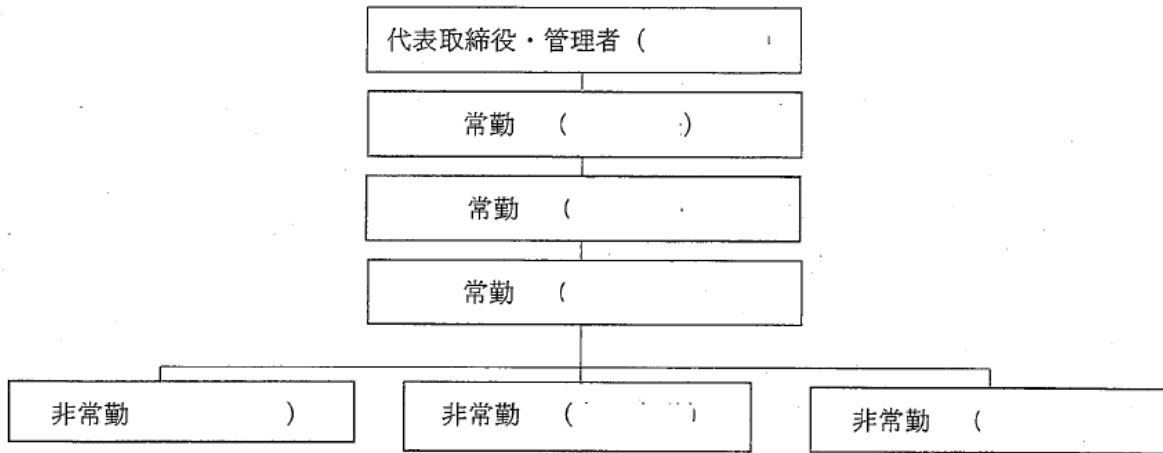 代表取締役・管理者（
常勤　（　　　　）
常勤　（
常勤　（
非常勤　　　　　）
非常勤　（　　　　）
非常勤　（